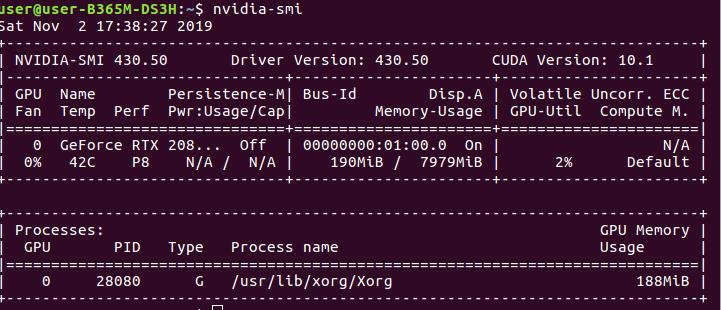 user@user-B365M-DS3H:~$ nvidia-smi
Sat Nov  2 17:38:27 2019
+-----------------------------------------------------------------------------+
| NVIDIA-SMI 430.50       Driver Version: 430.50       CUDA Version: 10.1     |
|-------------------------------+----------------------+----------------------+
| GPU  Name        Persistence-M| Bus-Id        Disp.A | Volatile Uncorr. ECC |
| Fan  Temp  Perf  Pwr:Usage/Cap|         Memory-Usage | GPU-Util  Compute M. |
|===============================+======================+======================|
|   0  GeForce RTX 208...  Off  | 00000000:01:00.0  On |                  N/A |
|  0%   42C    P8    N/A /  N/A |    190MiB /  7979MiB |      2%      Default |
+-------------------------------+----------------------+----------------------+
+-----------------------------------------------------------------------------+
| Processes:                                                       GPU Memory |
|  GPU       PID   Type   Process name                             Usage      |
|=============================================================================|
|    0     28080      G   /usr/lib/xorg/Xorg                           188MiB |
+-----------------------------------------------------------------------------+